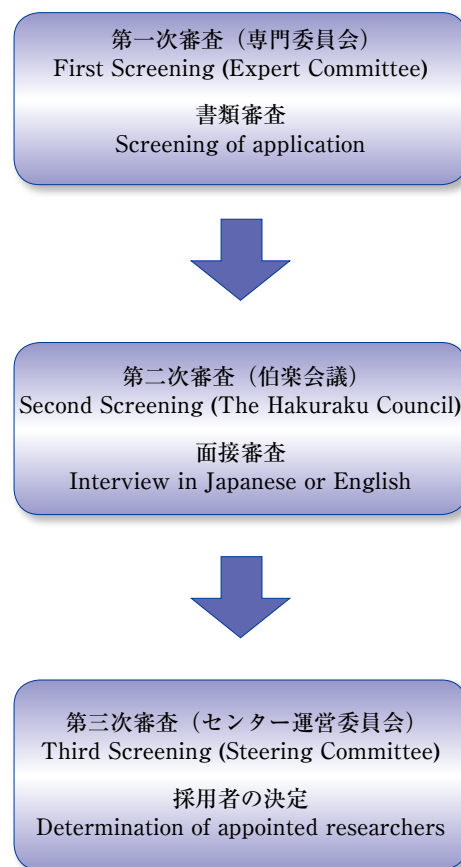 第一次審査（専門委員会）
First Screening (Expert Committee)
書類審査
Screening of application
第二次審査（伯楽会議）
Second Screening (The Hakuraku Council)
面接審査
Interview in Japanese or English
第三次審査（センター運営委員会）
Third Screening (Steering Committee)
採用者の決定
Determination of appointed researchers